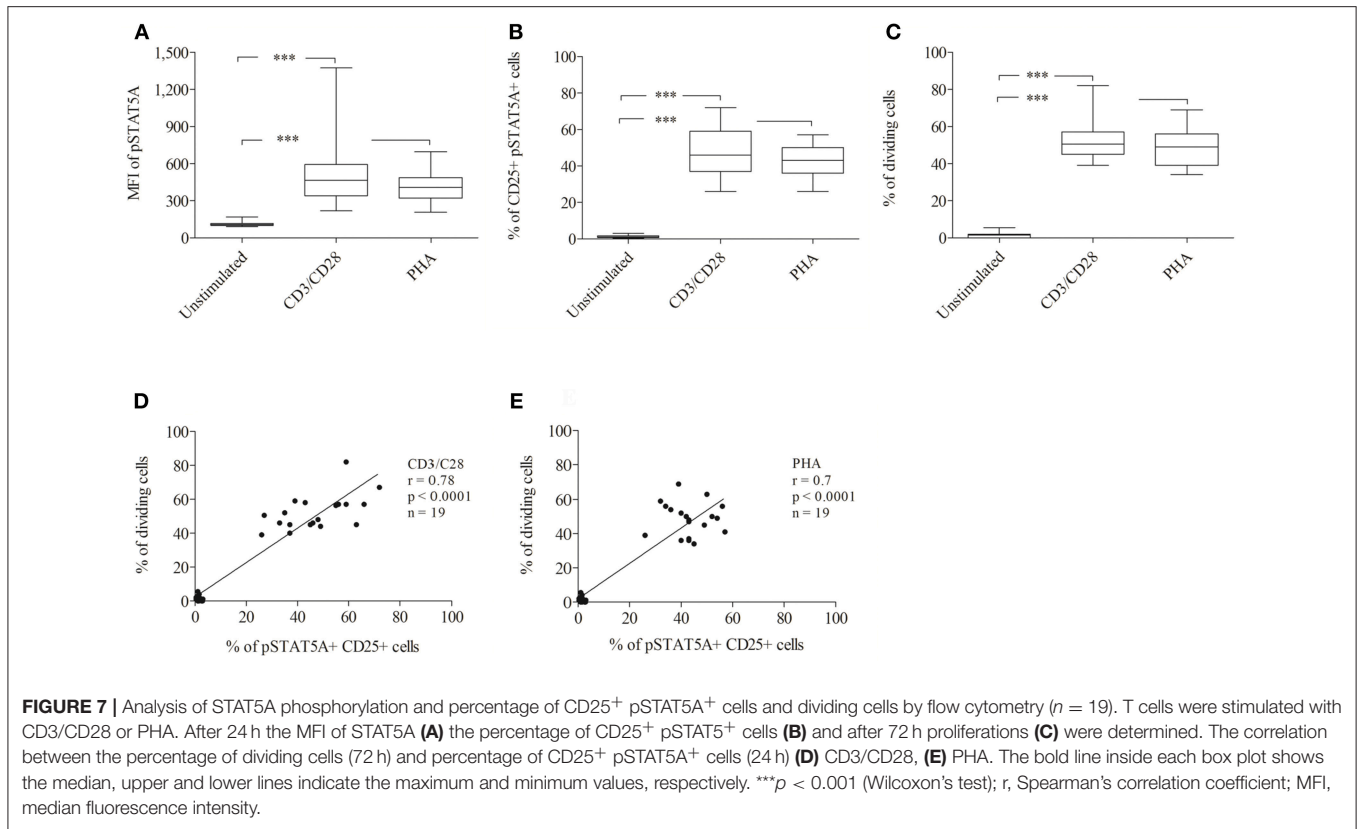 A
MFI of pSTAT5A
1,500
1,200
900
600
300
0
***
***
Unstimulated
CD3/CD28
PHA
B
% of CD25+ pSTAT5A+ cells
100
80
60
40
20
0
***
***
Unstimulated
CD3/CD28
PHA
C
% of dividing cells
100
80
60
40
20
0
***
***
Unstimulated
CD3/CD28
PHA
D
% of dividing cells
100
80
60
40
20
0
0 20 40 60 80 100
% of pSTAT5A+ CD25+ cells
CD3/C28
r = 0.78
p < 0.0001
n = 19
E
E
% of dividing cells
100
80
60
40
20
0
0 20 40 60 80 100
% of pSTAT5A+ CD25+ cells
PHA
r = 0.7
p < 0.0001
n = 19
FIGURE 7 | Analysis of STAT5A phosphorylation and percentage of CD25⁺ pSTAT5A⁺ cells and dividing cells by flow cytometry (n = 19). T cells were stimulated with
CD3/CD28 or PHA. After 24 h the MFI of STAT5A (A) the percentage of CD25⁺ pSTAT5⁺ cells (B) and after 72 h proliferations (C) were determined. The correlation
between the percentage of dividing cells (72 h) and percentage of CD25⁺ pSTAT5A⁺ cells (24 h) (D) CD3/CD28, (E) PHA. The bold line inside each box plot shows
the median, upper and lower lines indicate the maximum and minimum values, respectively. ***p < 0.001 (Wilcoxon's test); r, Spearman's correlation coefficient; MFI,
median fluorescence intensity.